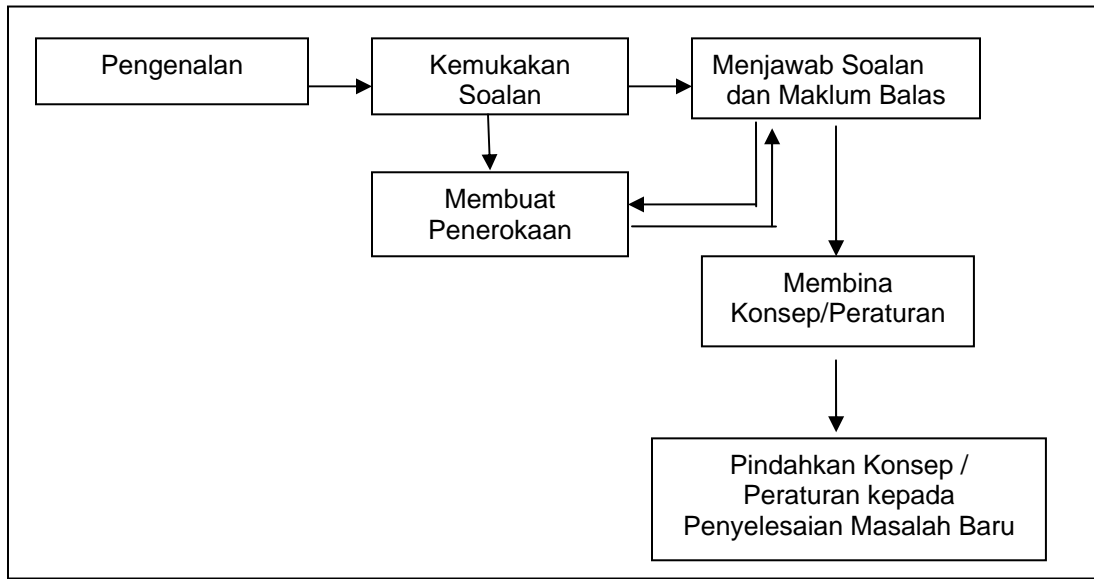 Pengenalan
Kemukakan
Soalan
Menjawab Soalan
dan Maklum Balas
Membuat
Penerokaan
Membina
Konsep/Peraturan
Pindahkan Konsep /
Peraturan kepada
Penyelesaian Masalah Baru